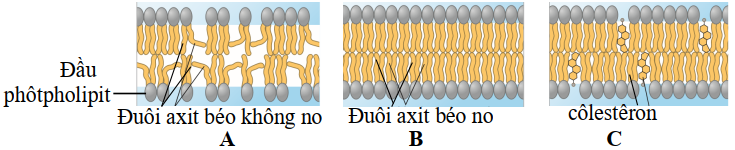 Đầu
phôtpholipit
Đuôi axit béo không no
A
Đuôi axit béo no
B
côlestêron
C